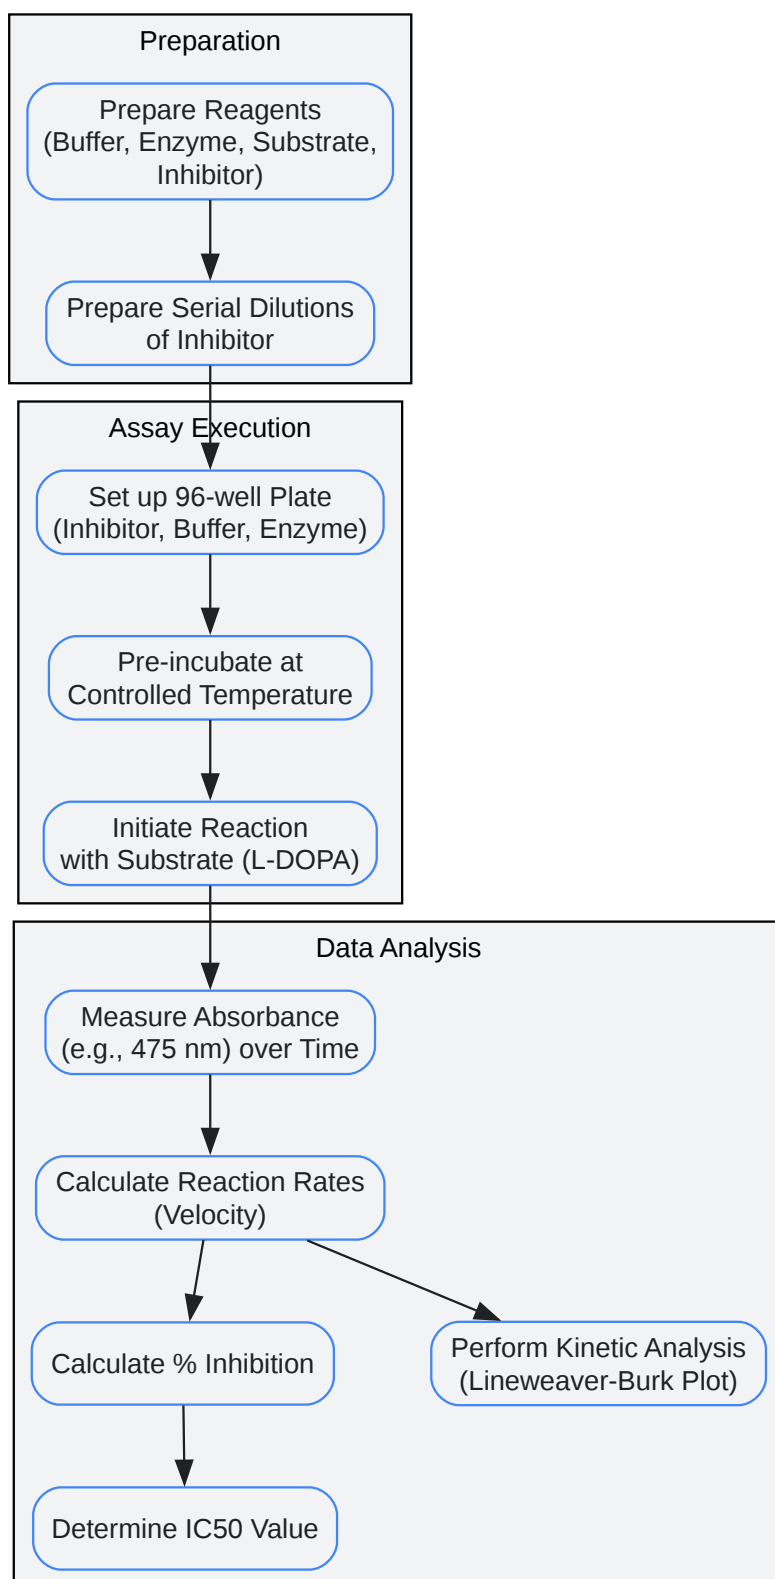 Preparation
Prepare Reagents
(Buffer, Enzyme, Substrate,
Inhibitor)
Prepare Serial Dilutions
of Inhibitor
Assay Execution
Set up 96-well Plate
(Inhibitor, Buffer, Enzyme)
Pre-incubate at
Controlled Temperature
Initiate Reaction
with Substrate (L-DOPA)
Data Analysis
Measure Absorbance
(e.g., 475 nm) over Time
Calculate Reaction Rates
(Velocity)
Calculate % Inhibition
Perform Kinetic Analysis
(Lineweaver-Burk Plot)
Determine IC50 Value